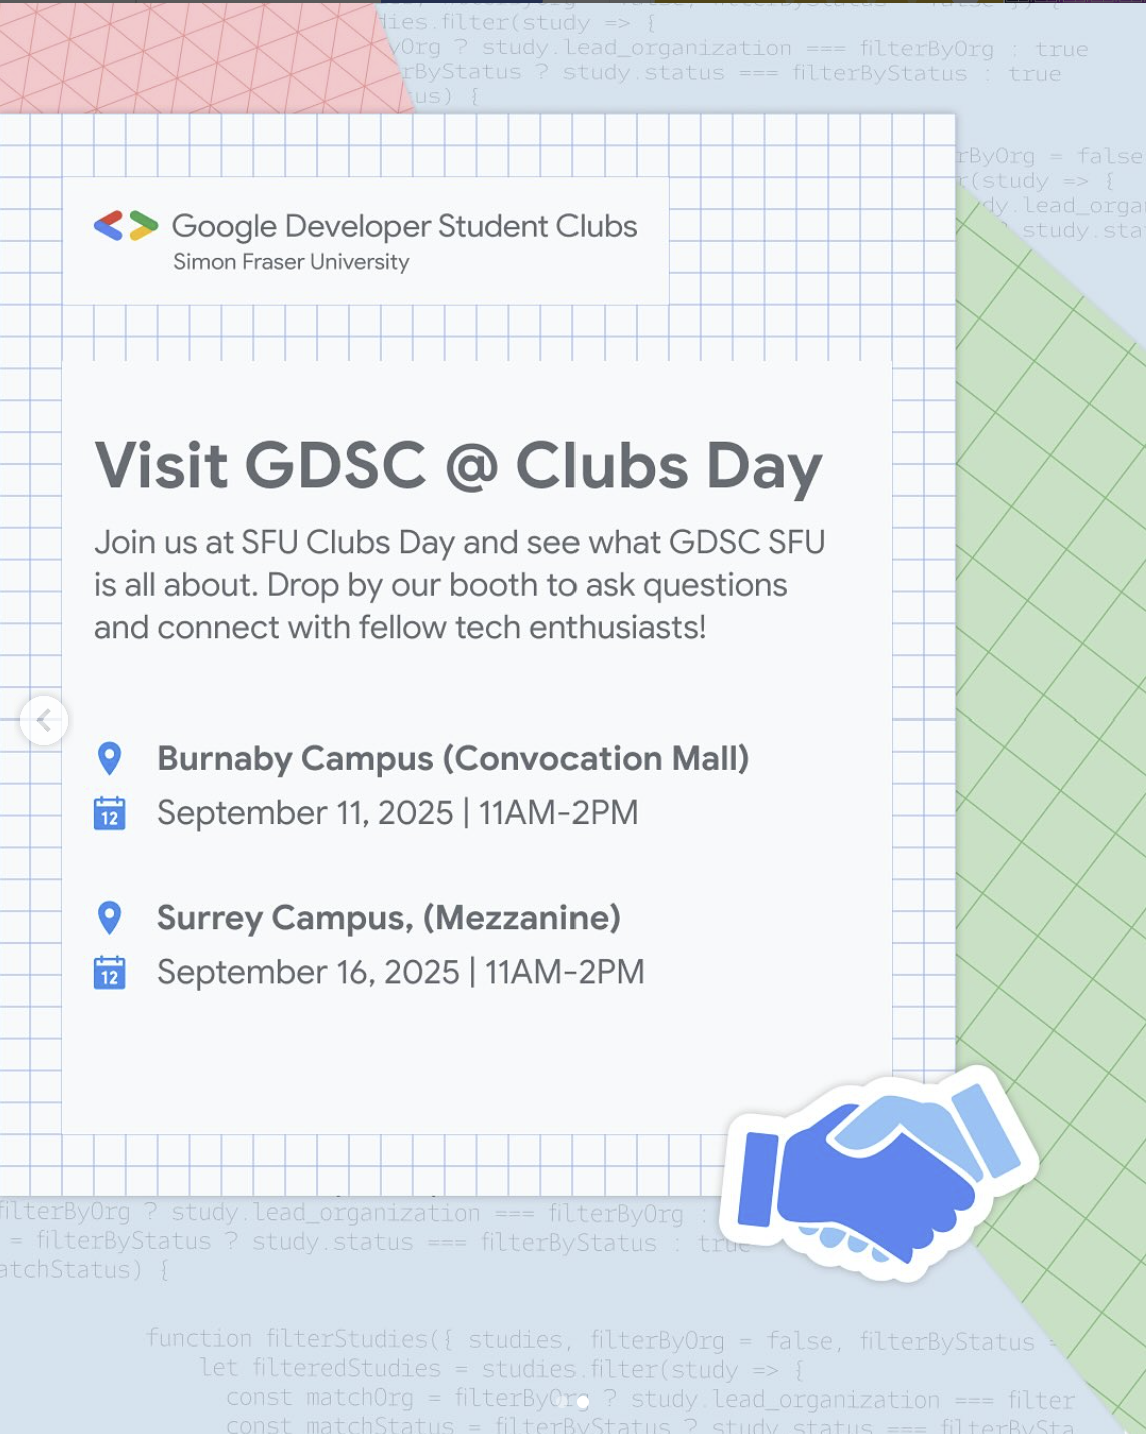 dies.filter(study => {
yOrg ? study.lead_organization === filterByOrg : true
rByStatus ? study.status === filterByStatus : true
us) {
rByOrg = false
r(study => {
dy.lead_orga
? study.sta
Google Developer Student Clubs
Simon Fraser University
Visit GDSC @ Clubs Day
Join us at SFU Clubs Day and see what GDSC SFU
is all about. Drop by our booth to ask questions
and connect with fellow tech enthusiasts!
Burnaby Campus (Convocation Mall)
12 September 11, 2025 | 11AM-2PM
Surrey Campus, (Mezzanine)
12 September 16, 2025 | 11AM-2PM
filterByOrg ? study.lead_organization === filterByOrg :
= filterByStatus ? study.status === filterByStatus : true
atchStatus) {
function filterStudies({ studies, filterByOrg = false, filterByStatus =
let filteredStudies = studies.filter(study => {
const matchOrg = filterByOrg ? study.lead_organization === filter
const matchStatus = filterByStatus ? study.status === filterBySta